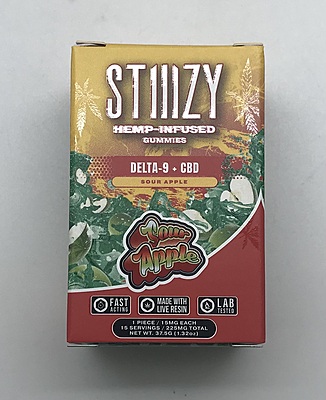 STIIIZY
HEMP-INFUSED
GUMMIES
DELTA-9 + CBD
SOUR APPLE
Sour
Apple
FAST
ACTING
MADE WITH
LIVE RESIN
LAB
TESTED
1 PIECE / 15MG EACH
15 SERVINGS / 225MG TOTAL
NET WT. 37.5G (1.32oz)